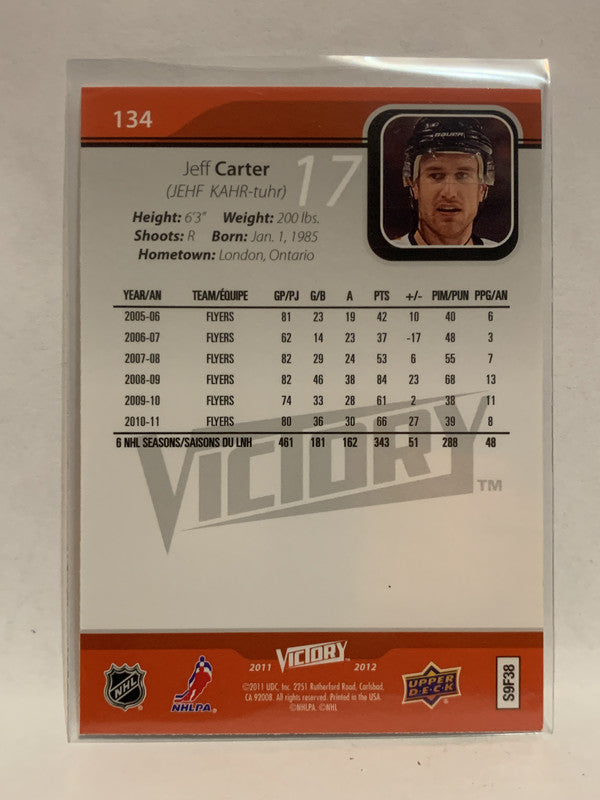 134
BAUER
Jeff Carter 17
(JEHF KAHR-tuhr)
Height: 6'3" Weight: 200 lbs.
Shoots: R Born: Jan. 1, 1985
Hometown: London, Ontario
YEAR/AN TEAM/ÉQUIPE GP/PJ G/B A PTS +/- PIM/PUN PPG/AN
2005-06 FLYERS 81 23 19 42 10 40 6
2006-07 FLYERS 62 14 23 37 -17 48 3
2007-08 FLYERS 82 29 24 53 6 55 7
2008-09 FLYERS 82 46 38 84 23 68 13
2009-10 FLYERS 74 33 28 61 2 38 11
2010-11 FLYERS 80 36 30 66 27 39 8
6 NHL SEASONS/SAISONS DU LNH 461 181 162 343 51 288 48
VICTORY TM
2011 VICTORY 2012
NHL
NHLPA
©2011 UDC, Inc. 2251 Rutherford Road, Carlsbad,
CA 92008. All rights reserved. Printed in the USA.
©NHLPA. ©NHL
UPPER DECK
S9F38